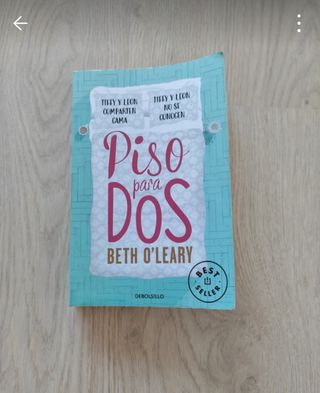 TIFFY Y LEON
COMPARTEN
CAMA
TIFFY Y LEON
NO SE
CONOCEN
Piso
para
DOS
BETH O'LEARY
BEST
SELLER
DEBOLSILLO